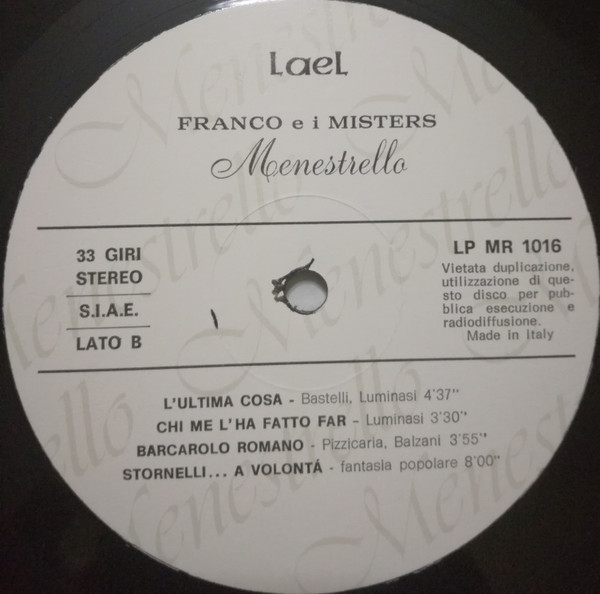 LaeL
FRANCO e i MISTERS
Menestrello
33 GIRI
STEREO
S.I.A.E.
LATO B
LP MR 1016
Vietata duplicazione,
utilizzazione di que-
sto disco per pub-
blica esecuzione e
radiodiffusione.
Made in Italy
L'ULTIMA COSA - Bastelli, Luminasi 4'37"
CHI ME L'HA FATTO FAR - Luminasi 3'30"
BARCAROLO ROMANO - Pizzicaria, Balzani 3'55"
STORNELLI... A VOLONTÁ - fantasia popolare 8'00"